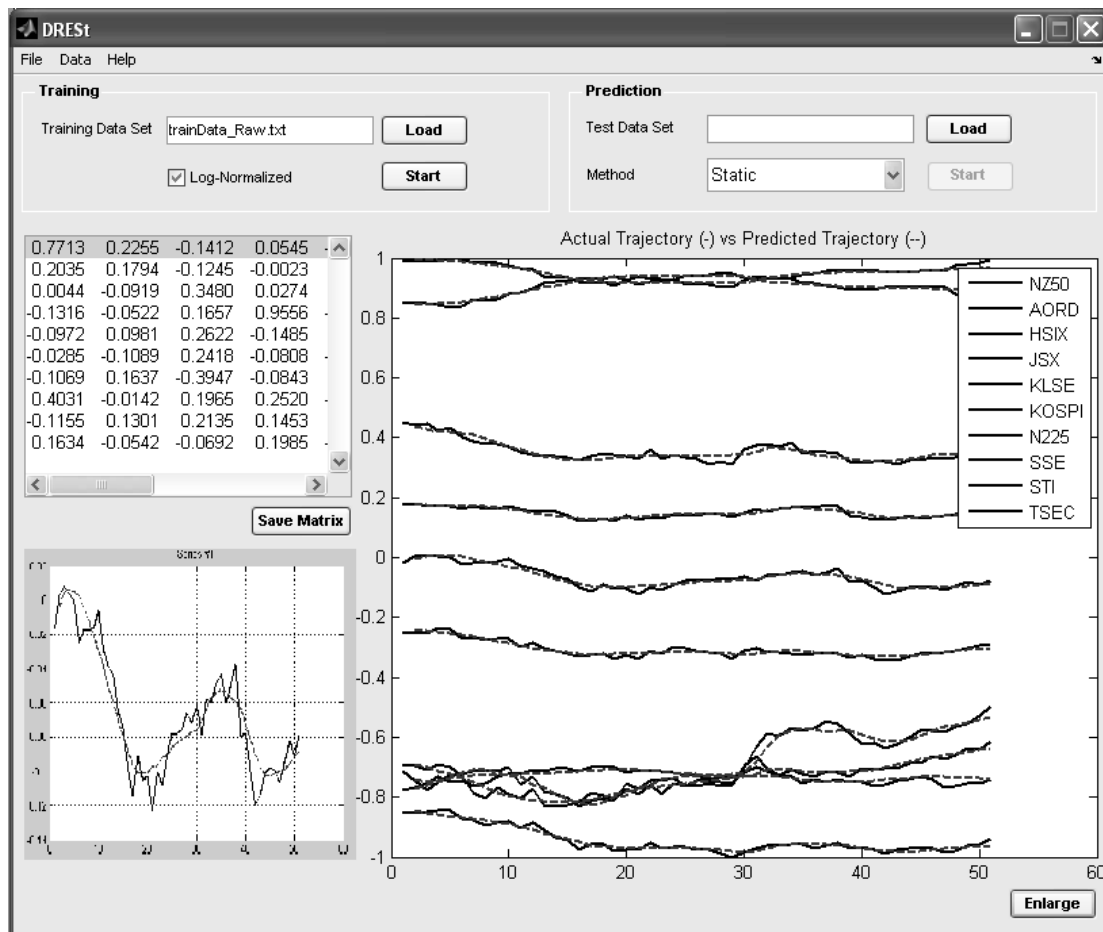 DRESt
File Data Help
Training
Training Data Set trainData_Raw.txt Load
Log-Normalized Start
Prediction
Test Data Set Load
Method Static Start
0.7713 0.2255 -0.1412 0.0545
0.2035 0.1794 -0.1245 -0.0023
0.0044 -0.0919 0.3480 0.0274
-0.1316 -0.0522 0.1657 0.9556
-0.0972 0.0981 0.2622 -0.1485
-0.0285 -0.1089 0.2418 -0.0808
-0.1069 0.1637 -0.3947 -0.0843
0.4031 -0.0142 0.1965 0.2520
-0.1155 0.1301 0.2135 0.1453
0.1634 -0.0542 -0.0692 0.1985
Save Matrix
Actual Trajectory (-) vs Predicted Trajectory (--)
1
0.8
0.6
0.4
0.2
0
-0.2
-0.4
-0.6
-0.8
-1
0 10 20 30 40 50 60
NZ50
AORD
HSIX
JSX
KLSE
KOSPI
N225
SSE
STI
TSEC
Enlarge